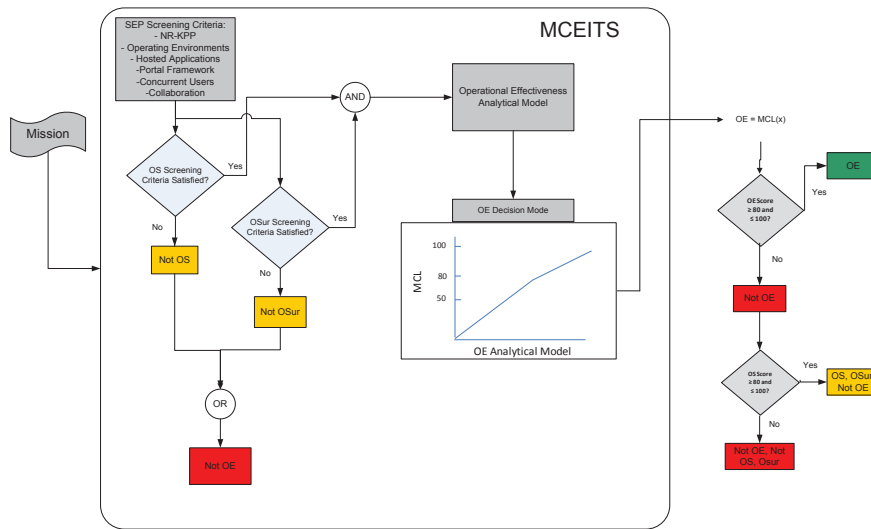 MCEITS
SEP Screening Criteria:
- NR-KPP
- Operating Environments
- Hosted Applications
-Portal Framework
-Concurrent Users
-Collaboration
Mission
OS Screening
Criteria Satisfied?
Yes
No
Not OS
OSur Screening
Criteria Satisfied?
Yes
No
Not OSur
AND
OR
Not OE
Operational Effectiveness
Analytical Model
OE Decision Mode
MCL
100
80
50
OE Analytical Model
OE = MCL(x)
OE Score
≥ 80 and
≤ 100?
Yes
OE
No
Not OE
OS Score
≥ 80 and
≤ 100?
Yes
OS, OSur
Not OE
No
Not OE, Not
OS, Osur